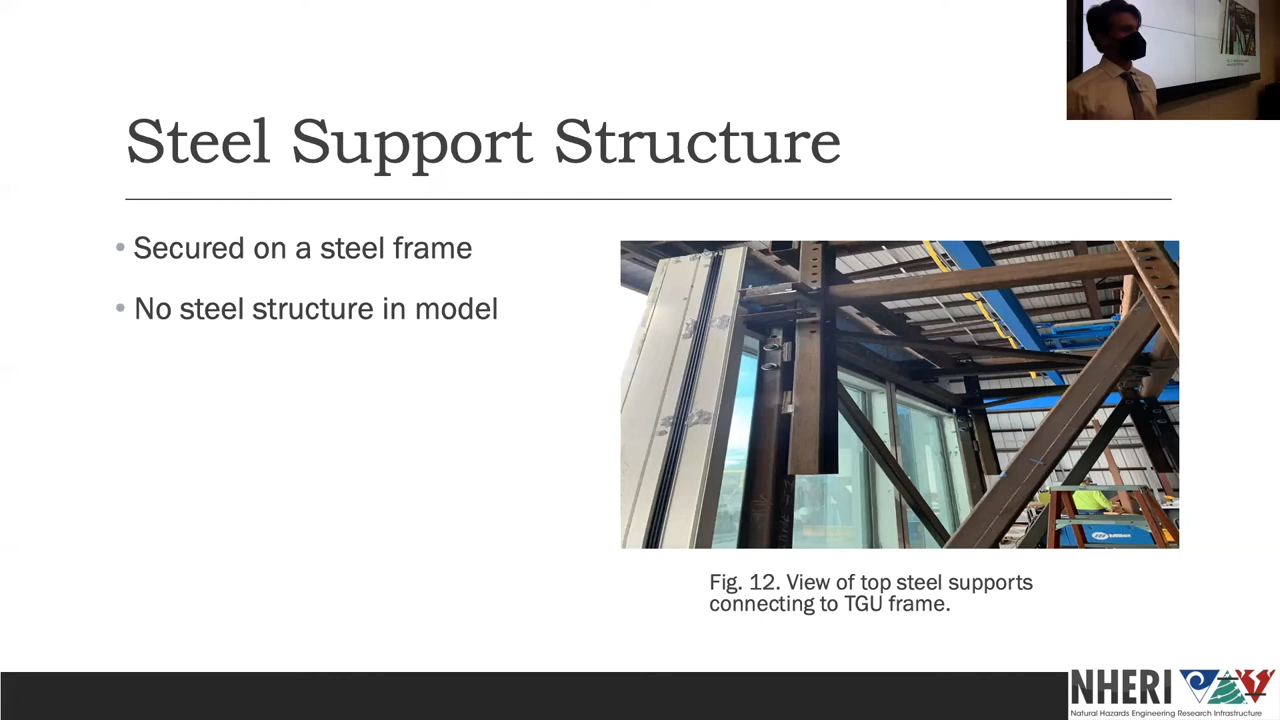 Steel Support Structure
• Secured on a steel frame
• No steel structure in model
Fig. 12. View of top steel supports
connecting to TGU frame.
NHERI
Natural Hazards Engineering Research Infrastructure